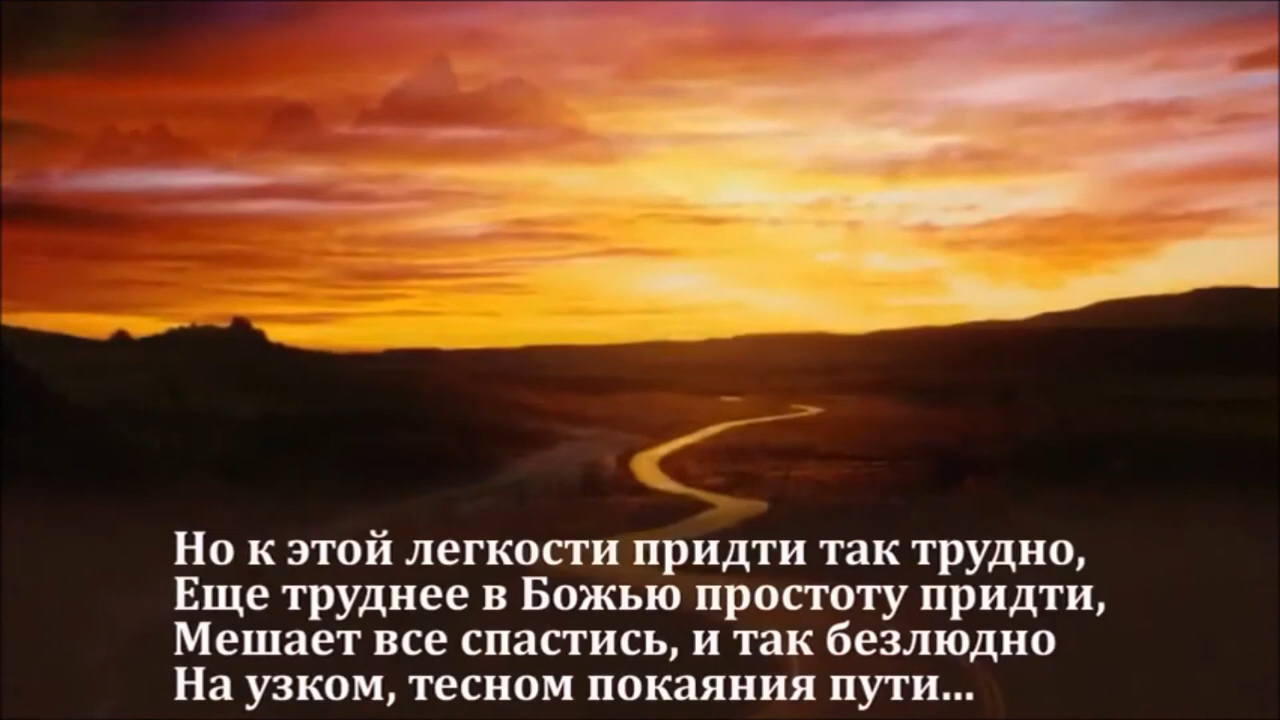 Но к этой легкости придти так трудно,
Еще труднее в Божью простоту придти,
Мешает все спастись, и так безлюдно
На узком, тесном покаяния пути...